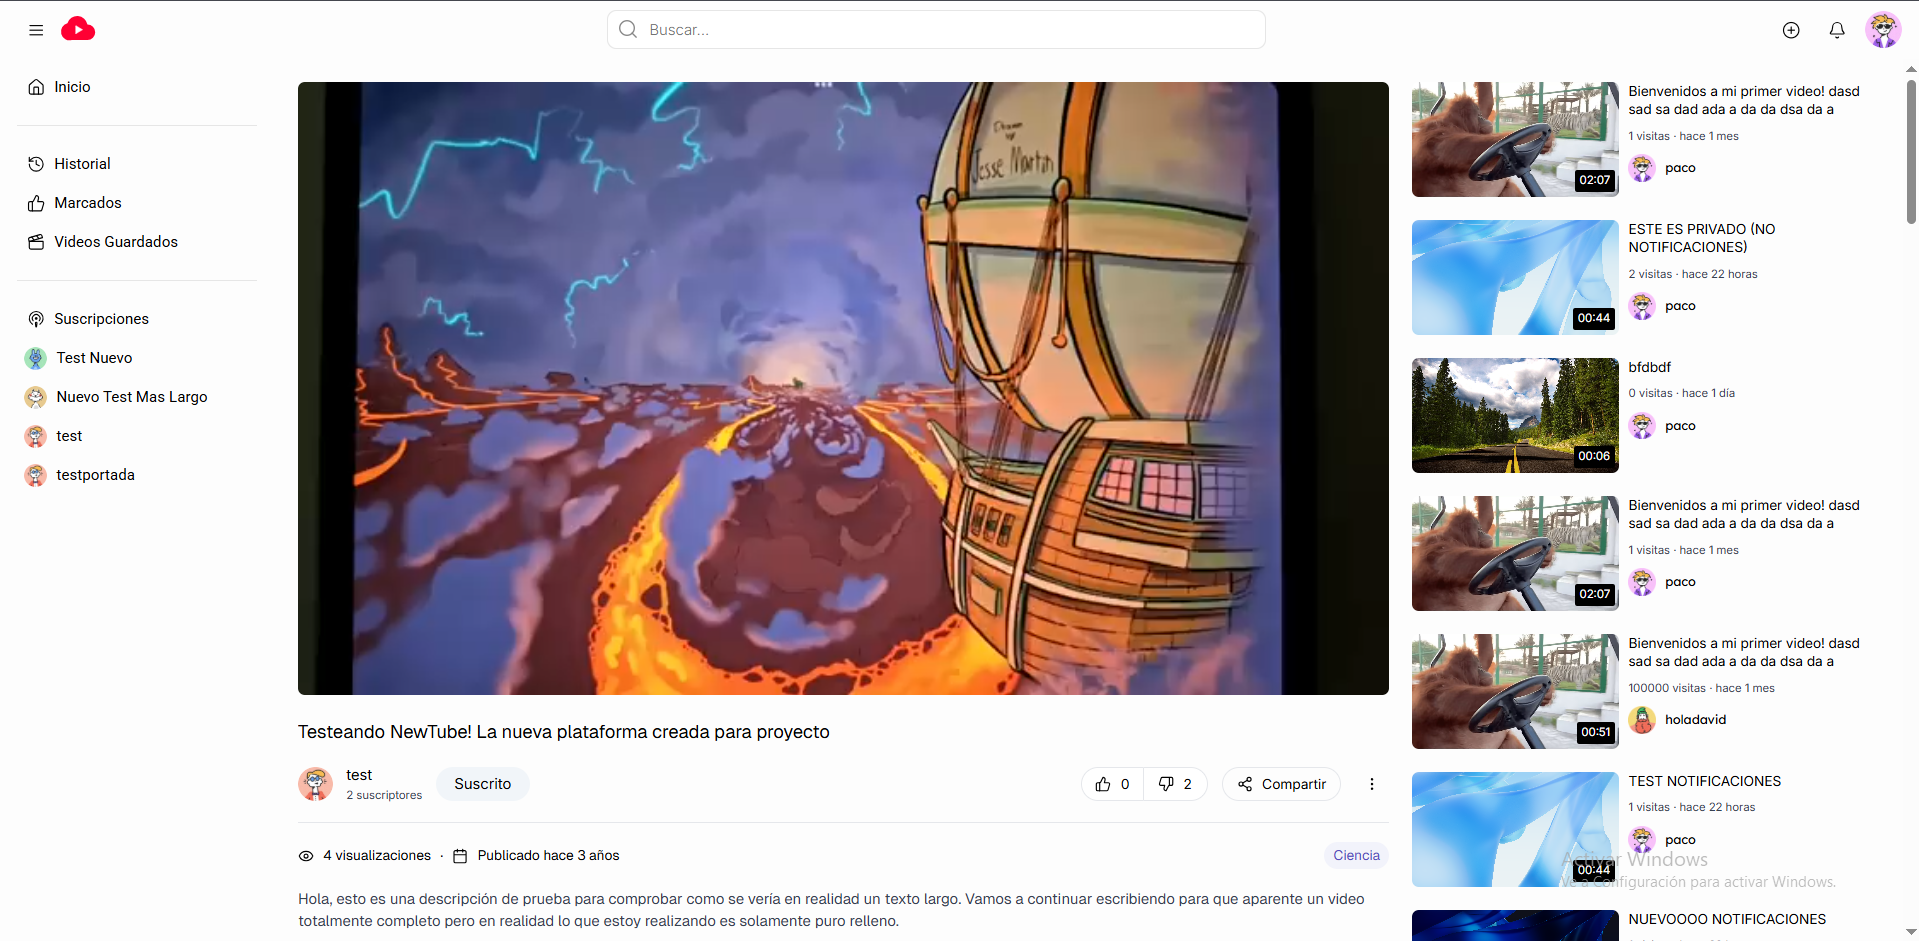 Buscar...
Inicio
Historial
Marcados
Videos Guardados
Suscripciones
Test Nuevo
Nuevo Test Mas Largo
test
testportada
Drawn
by
Jesse Martin
Testeando NewTube! La nueva plataforma creada para proyecto
test
2 suscriptores
Suscrito
0
2
Compartir
4 visualizaciones · Publicado hace 3 años
Ciencia
Hola, esto es una descripción de prueba para comprobar como se vería en realidad un texto largo. Vamos a continuar escribiendo para que aparente un video
totalmente completo pero en realidad lo que estoy realizando es solamente puro relleno.
Bienvenidos a mi primer video! dasd
sad sa dad ada a da da dsa da a
1 visitas · hace 1 mes
paco
02:07
ESTE ES PRIVADO (NO
NOTIFICACIONES)
2 visitas · hace 22 horas
paco
00:44
bfdbdf
0 visitas · hace 1 día
paco
00:06
Bienvenidos a mi primer video! dasd
sad sa dad ada a da da dsa da a
1 visitas · hace 1 mes
paco
02:07
Bienvenidos a mi primer video! dasd
sad sa dad ada a da da dsa da a
100000 visitas · hace 1 mes
holadavid
00:51
TEST NOTIFICACIONES
1 visitas · hace 22 horas
paco
00:44
Activar Windows
Ve a Configuración para activar Windows.
NUEVOOOO NOTIFICACIONES